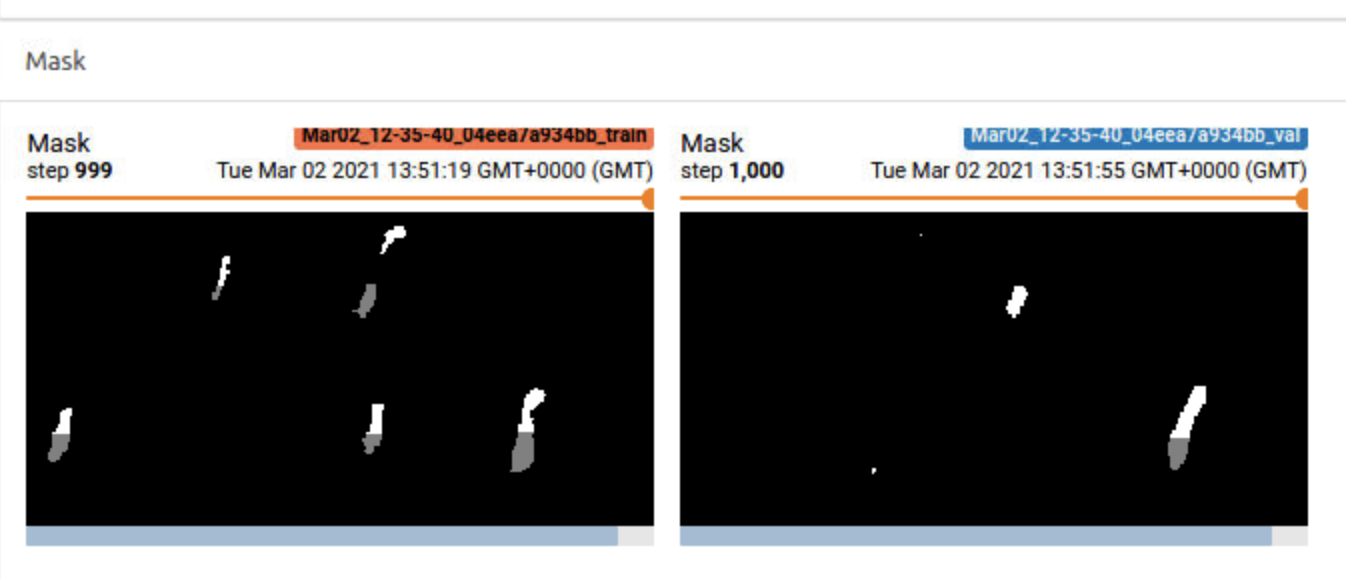 Mask
Mask
Mar02_12-35-40_04eea7a934bb_train
step 999
Tue Mar 02 2021 13:51:19 GMT+0000 (GMT)
Mask
Mar02_12-35-40_04eea7a934bb_val
step 1,000
Tue Mar 02 2021 13:51:55 GMT+0000 (GMT)